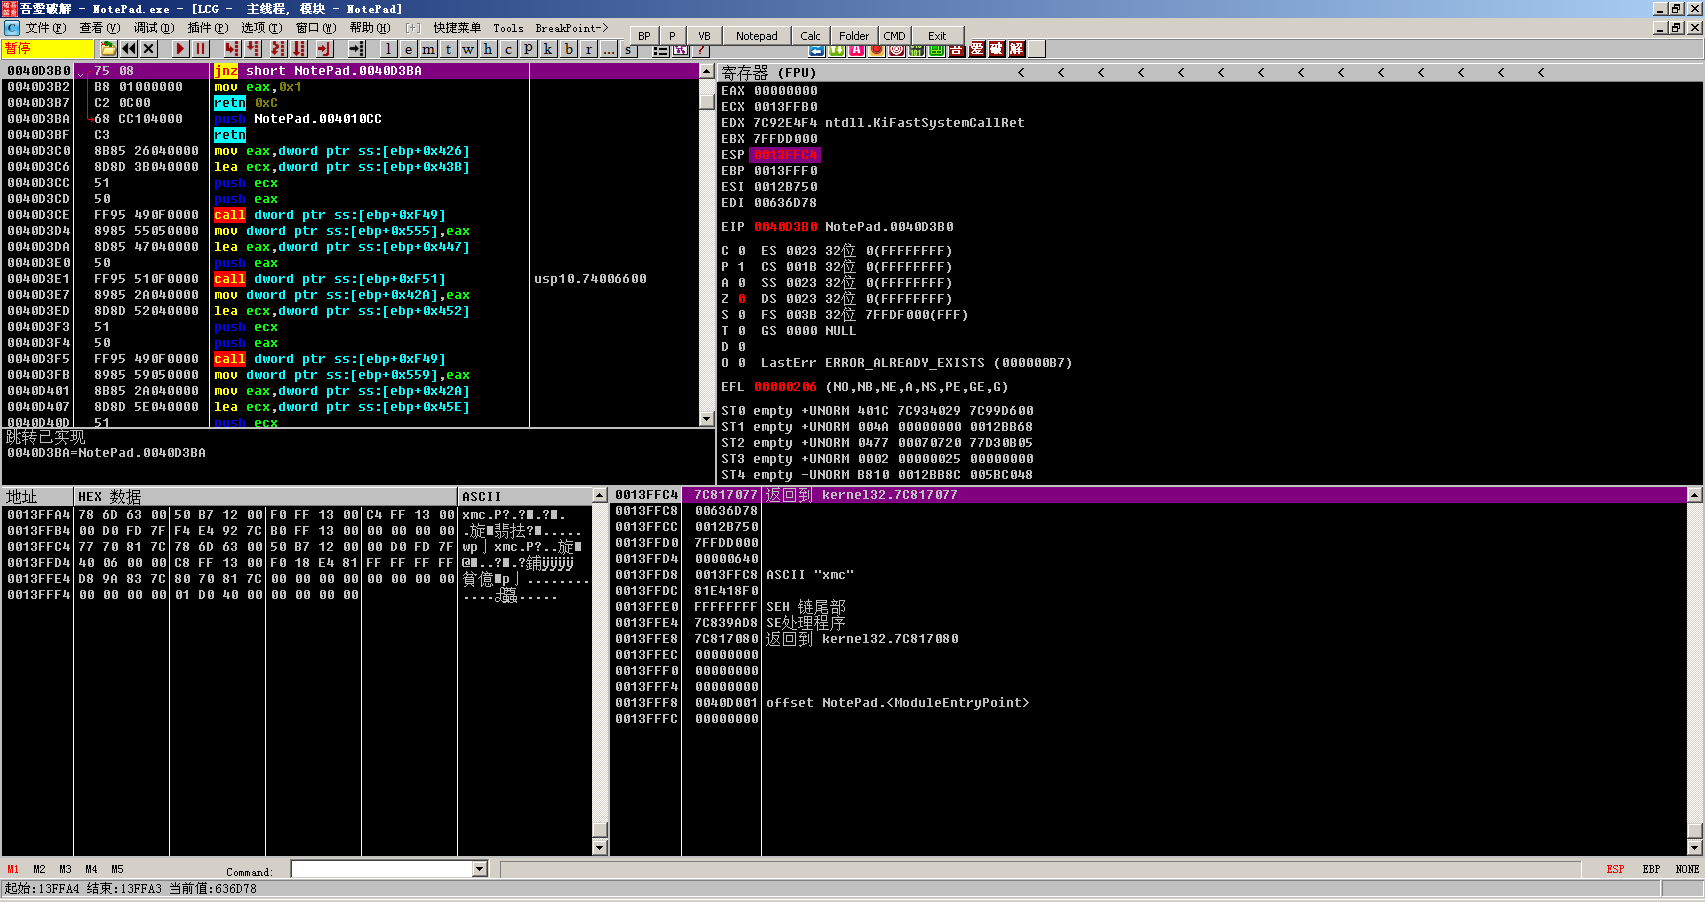 吾愛破解 - NotePad.exe - [LCG -  主线程, 模块 - NotePad]
文件(F) 查看(V) 调试(D) 插件(P) 选项(T) 窗口(W) 帮助(H) [+] 快捷菜单 Tools BreakPoint->
BP P VB Notepad Calc Folder CMD Exit
暂停 l e m t w h c p k b r ... s 吾 爱 破 解
0040D3B0 75 08 jnz short NotePad.0040D3BA
0040D3B2 B8 01000000 mov eax,0x1
0040D3B7 C2 0C00 retn 0xC
0040D3BA 68 CC104000 push NotePad.004010CC
0040D3BF C3 retn
0040D3C0 8B85 26040000 mov eax,dword ptr ss:[ebp+0x426]
0040D3C6 8D8D 3B040000 lea ecx,dword ptr ss:[ebp+0x43B]
0040D3CC 51 push ecx
0040D3CD 50 push eax
0040D3CE FF95 490F0000 call dword ptr ss:[ebp+0xF49]
0040D3D4 8985 55050000 mov dword ptr ss:[ebp+0x555],eax
0040D3DA 8D85 47040000 lea eax,dword ptr ss:[ebp+0x447]
0040D3E0 50 push eax
0040D3E1 FF95 510F0000 call dword ptr ss:[ebp+0xF51] usp10.74006600
0040D3E7 8985 2A040000 mov dword ptr ss:[ebp+0x42A],eax
0040D3ED 8D8D 52040000 lea ecx,dword ptr ss:[ebp+0x452]
0040D3F3 51 push ecx
0040D3F4 50 push eax
0040D3F5 FF95 490F0000 call dword ptr ss:[ebp+0xF49]
0040D3FB 8985 59050000 mov dword ptr ss:[ebp+0x559],eax
0040D401 8B85 2A040000 mov eax,dword ptr ss:[ebp+0x42A]
0040D407 8D8D 5E040000 lea ecx,dword ptr ss:[ebp+0x45E]
0040D40D 51 push ecx
跳转已实现
0040D3BA=NotePad.0040D3BA
寄存器 (FPU) < < < < < < < < < < < < < <
EAX 00000000
ECX 0013FFB0
EDX 7C92E4F4 ntdll.KiFastSystemCallRet
EBX 7FFDD000
ESP 0013FFC4
EBP 0013FFF0
ESI 0012B750
EDI 00636D78
EIP 0040D3B0 NotePad.0040D3B0
C 0 ES 0023 32位 0(FFFFFFFF)
P 1 CS 001B 32位 0(FFFFFFFF)
A 0 SS 0023 32位 0(FFFFFFFF)
Z 0 DS 0023 32位 0(FFFFFFFF)
S 0 FS 003B 32位 7FFDF000(FFF)
T 0 GS 0000 NULL
D 0
O 0 LastErr ERROR_ALREADY_EXISTS (000000B7)
EFL 00000206 (NO,NB,NE,A,NS,PE,GE,G)
ST0 empty +UNORM 401C 7C934029 7C99D600
ST1 empty +UNORM 004A 00000000 0012BB68
ST2 empty +UNORM 0477 00070720 77D30B05
ST3 empty +UNORM 0002 00000025 00000000
ST4 empty -UNORM B810 0012BB8C 005BC048
地址 HEX 数据 ASCII
0013FFA4 78 6D 63 00 50 B7 12 00 F0 FF 13 00 C4 FF 13 00 xmc.P?.?.?.
0013FFB4 00 D0 FD 7F F4 E4 92 7C B0 FF 13 00 00 00 00 00
0013FFC4 77 70 81 7C 78 6D 63 00 50 B7 12 00 00 D0 FD 7F
0013FFD4 40 06 00 00 C8 FF 13 00 F0 18 E4 81 FF FF FF FF
0013FFE4 D8 9A 83 7C 80 70 81 7C 00 00 00 00 00 00 00 00
0013FFF4 00 00 00 00 01 D0 40 00 00 00 00 00
0013FFC4 7C817077 返回到 kernel32.7C817077
0013FFC8 00636D78
0013FFCC 0012B750
0013FFD0 7FFDD000
0013FFD4 00000640
0013FFD8 0013FFC8 ASCII "xmc"
0013FFDC 81E418F0
0013FFE0 FFFFFFFF SEH 链尾部
0013FFE4 7C839AD8 SE处理程序
0013FFE8 7C817080 返回到 kernel32.7C817080
0013FFEC 00000000
0013FFF0 00000000
0013FFF4 00000000
0013FFF8 0040D001 offset NotePad.<ModuleEntryPoint>
0013FFFC 00000000
M1 M2 M3 M4 M5 Command: ESP EBP NONE
起始:13FFA4 结束:13FFA3 当前值:636D78